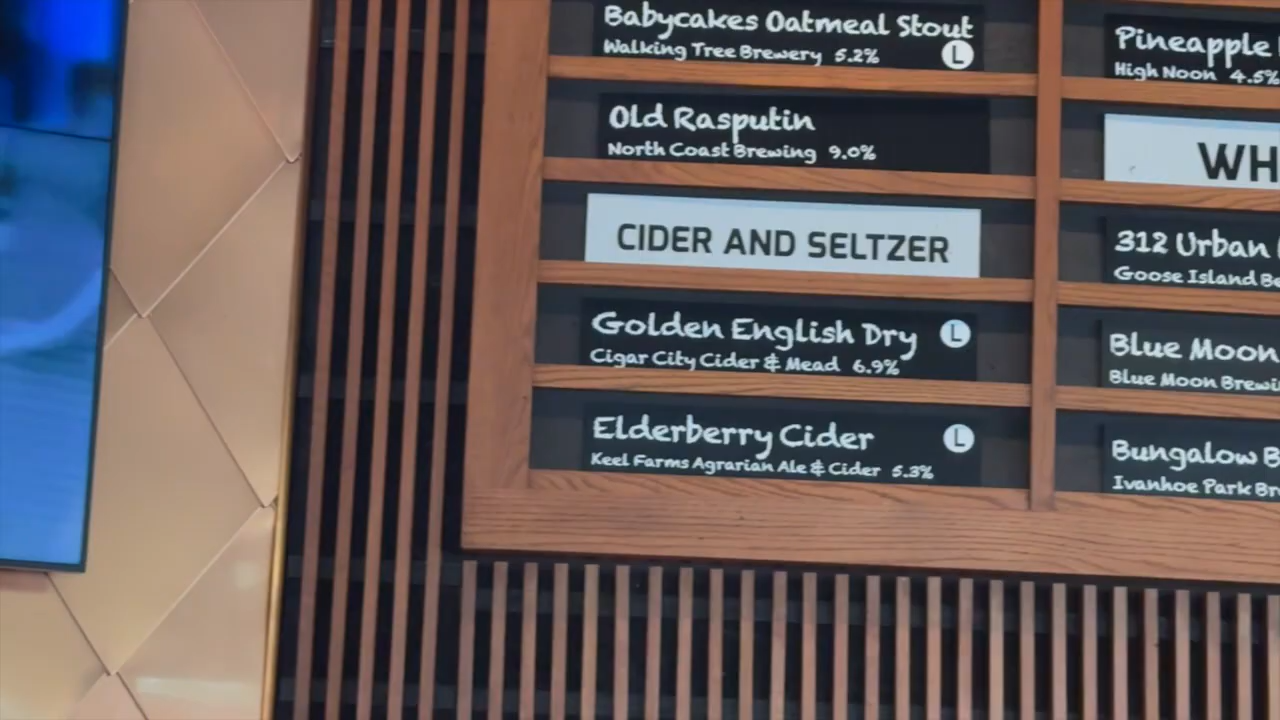 Babycakes Oatmeal Stout
Walking Tree Brewery 5.2%
L
Old Rasputin
North Coast Brewing 9.0%
CIDER AND SELTZER
Golden English Dry
L
Cigar City Cider & Mead 6.9%
Elderberry Cider
L
Keel Farms Agrarian Ale & Cider 5.3%
Pineapple
High Noon 4.5%
312 Urban
Goose Island
Blue Moon
Blue Moon
Bungalow
Ivanhoe Park